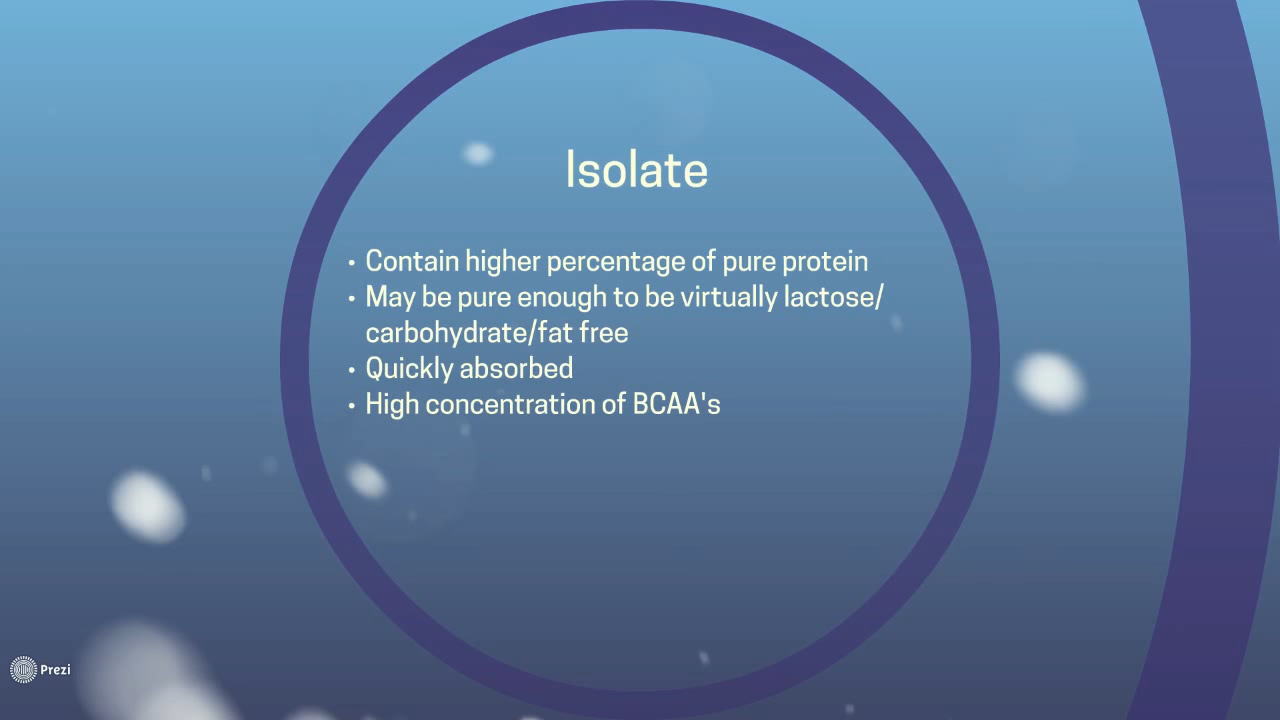 Isolate
• Contain higher percentage of pure protein
• May be pure enough to be virtually lactose/
carbohydrate/fat free
• Quickly absorbed
• High concentration of BCAA's
Prezi